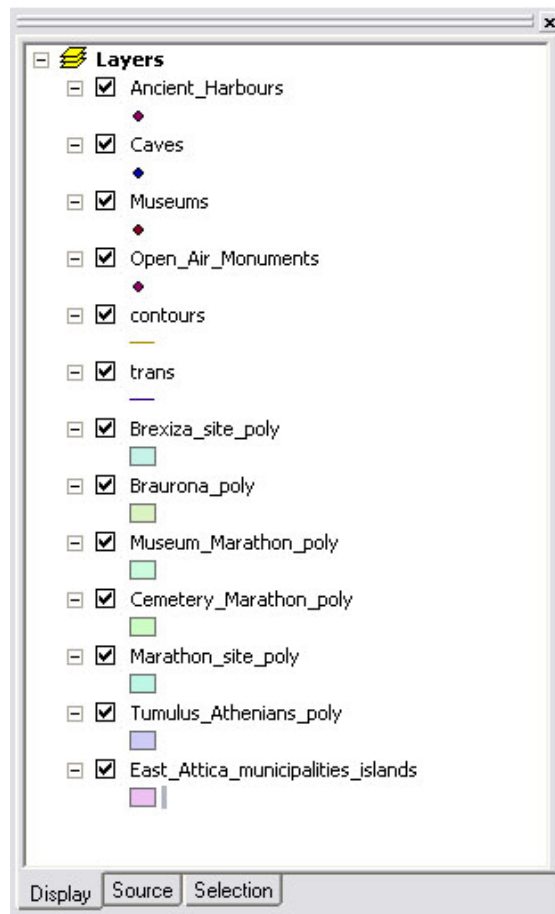 Layers
Ancient_Harbours
Caves
Museums
Open_Air_Monuments
contours
trans
Brexiza_site_poly
Braurona_poly
Museum_Marathon_poly
Cemetery_Marathon_poly
Marathon_site_poly
Tumulus_Athenians_poly
East_Attica_municipalities_islands
Display Source Selection